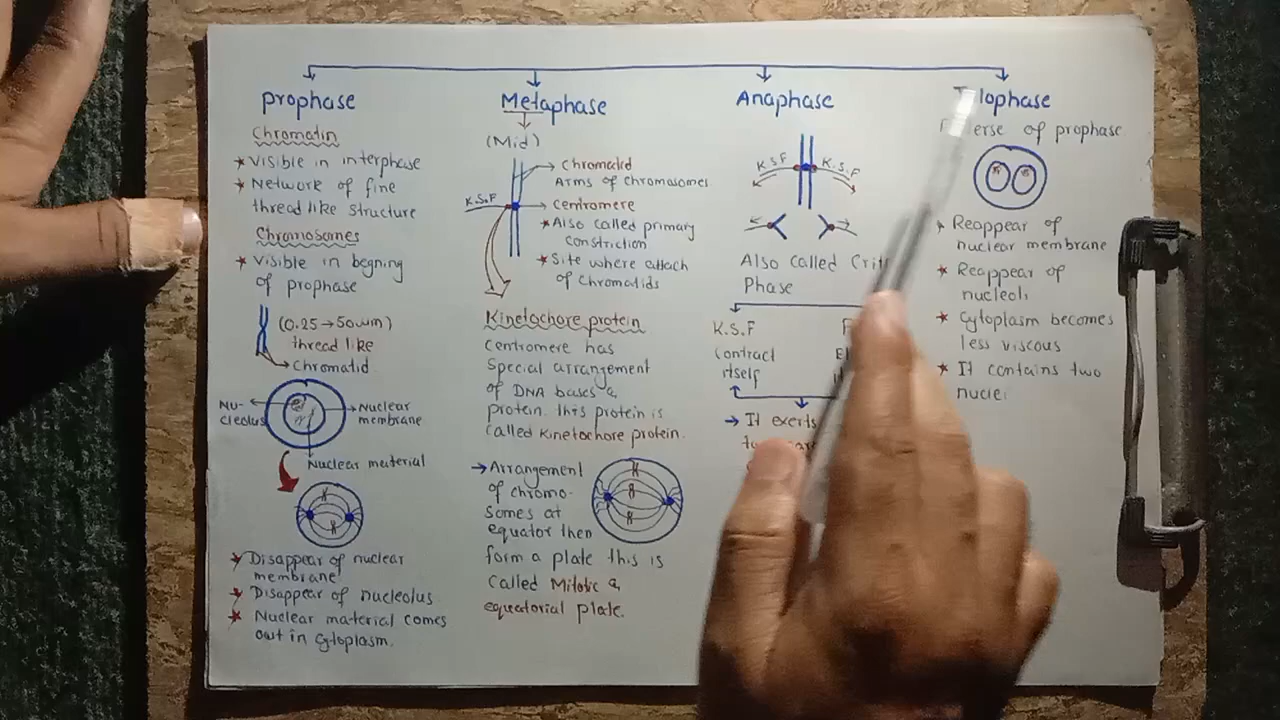 prophase
Chromatin
* Visible in interphase
* Network of fine
thread like structure
Chromosomes
* Visible in begning
of prophase
(0.25→50um)
thread like
Chromatid
Nu-
cleolus
Nuclear
membrane
Nuclear material
* Disappear of nuclear
membrane
* Disappear of nucleolus
* Nuclear material comes
out in Cytoplasm.
Metaphase
(Mid)
Chromatid
Arms of chromosomes
K.S.F
Centromere
* Also called primary
constriction
* Site where attach
of chromatids
Kinetochore protein
Centromere has
Special arrangement
of DNA bases &
protein. this protein is
Called Kinetochore protein.
→ Arrangement
of chromo-
Somes at
equator then
form a plate this is
Called Mitotic &
equatorial plate.
Anaphase
K.S.F
K.S.F
Also Called
Phase
K.S.F
Contract
itself
→ It exerts
lophase
of prophase
* Reappear of
nuclear membrane
* Reappear of
nucleoli
* Cytoplasm becomes
less viscous
* It contains two
nuclei